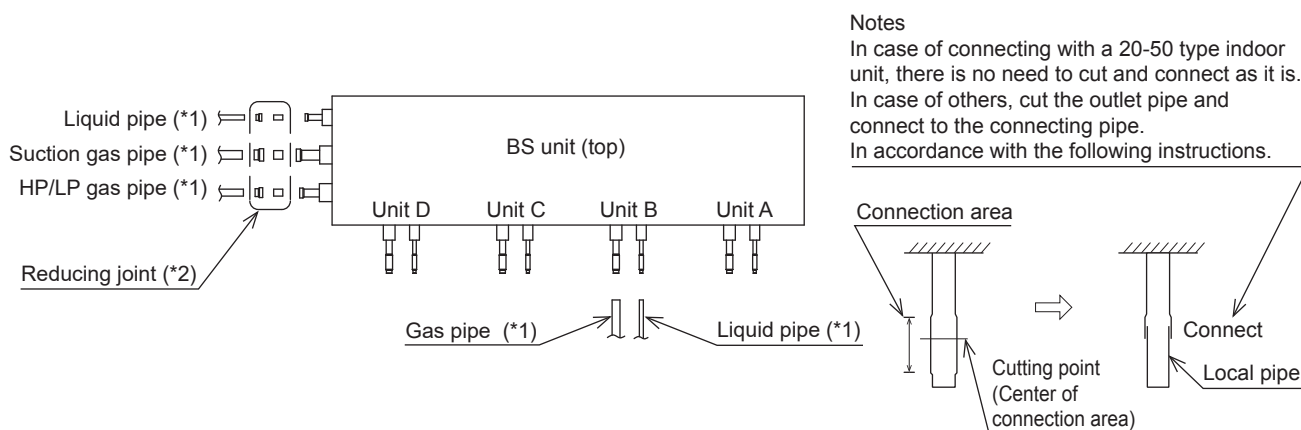 Notes
In case of connecting with a 20-50 type indoor
unit, there is no need to cut and connect as it is.
In case of others, cut the outlet pipe and
connect to the connecting pipe.
In accordance with the following instructions.
Liquid pipe (*1)
Suction gas pipe (*1)
HP/LP gas pipe (*1)
Reducing joint (*2)
BS unit (top)
Unit D
Unit C
Unit B
Unit A
Gas pipe (*1)
Liquid pipe (*1)
Connection area
Cutting point
(Center of
connection area)
Connect
Local pipe